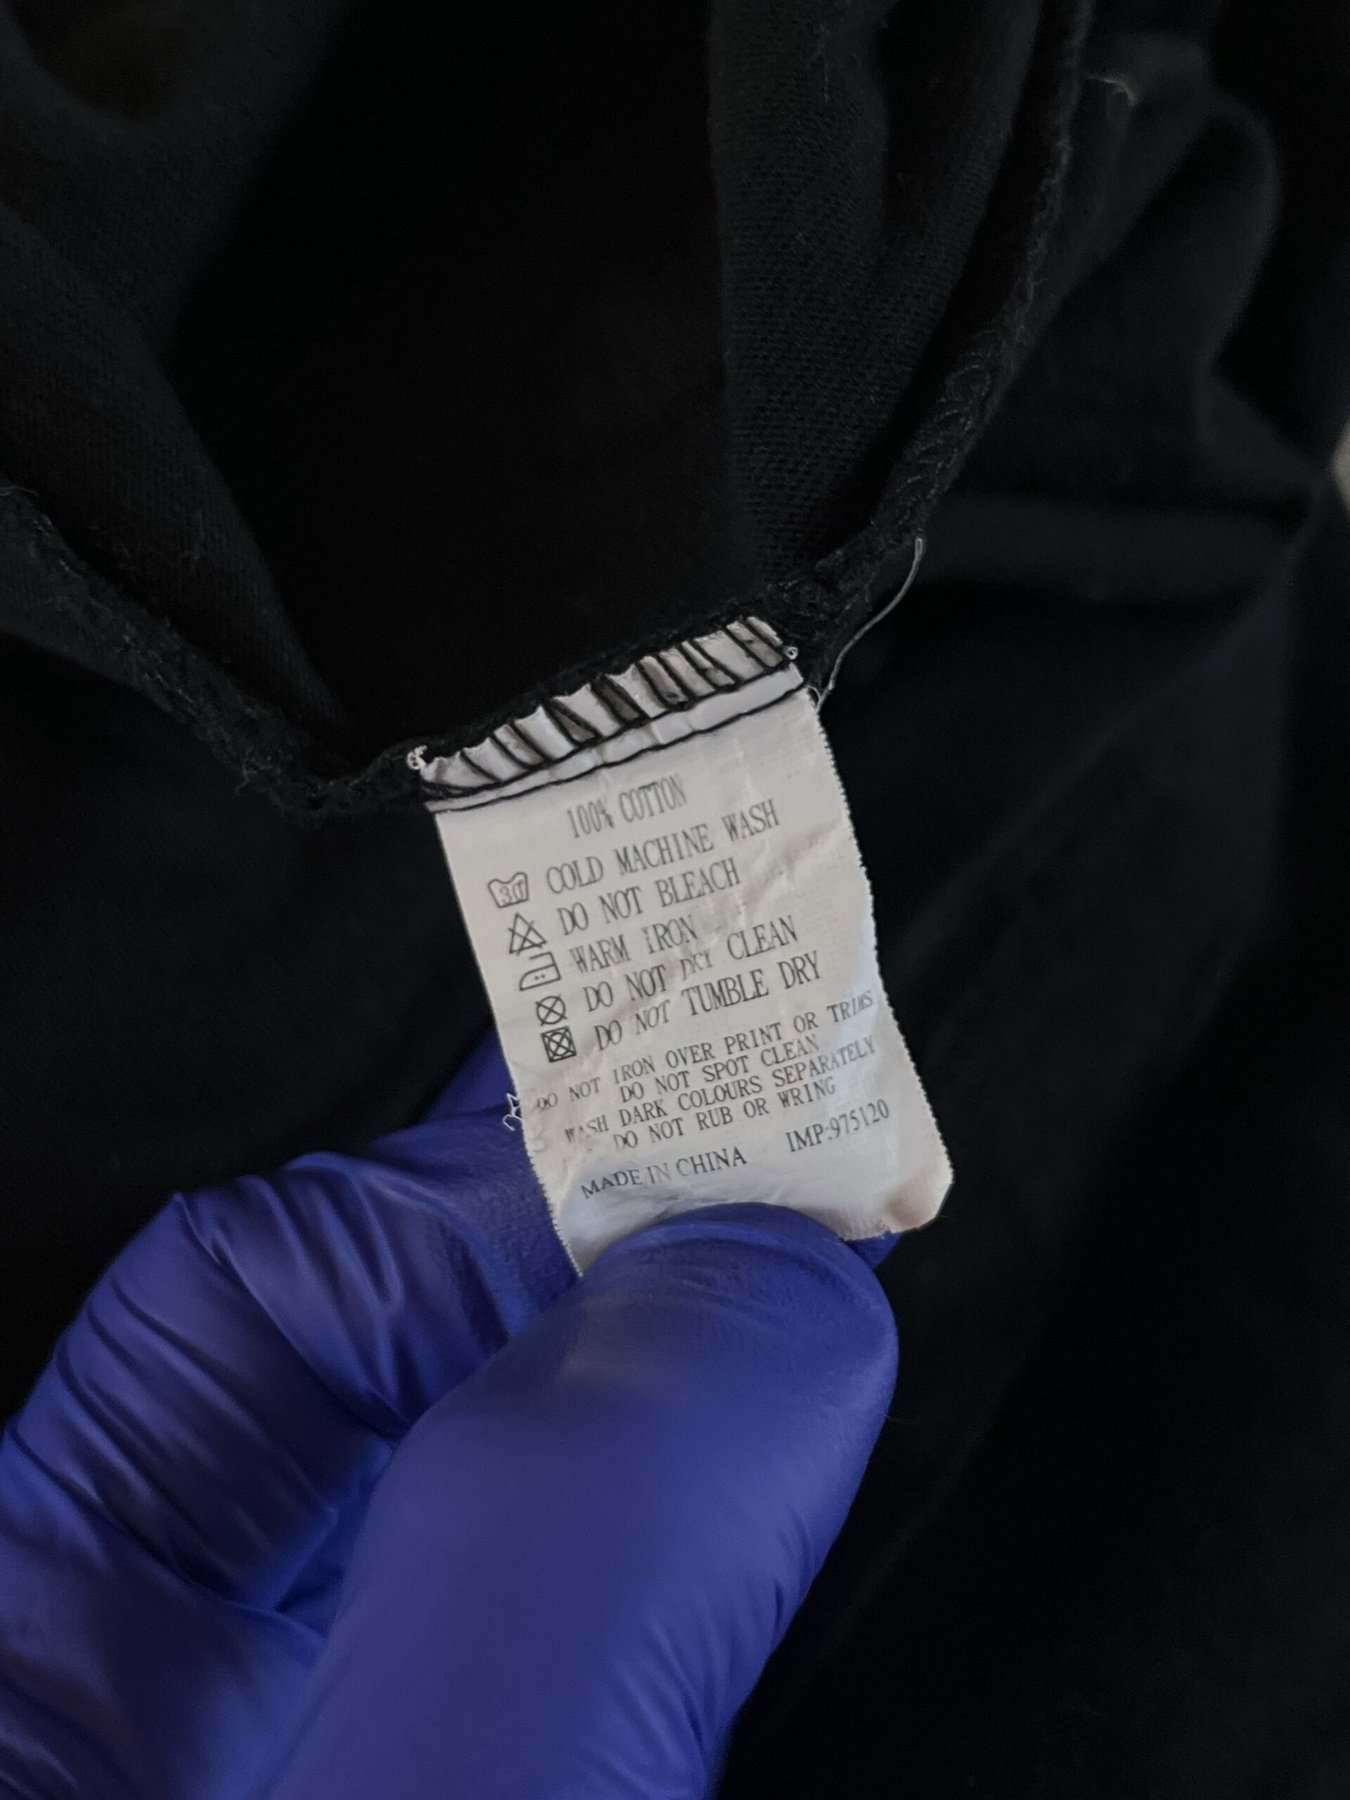 100% COTTON
30 COLD MACHINE WASH
DO NOT BLEACH
WARM IRON
DO NOT DRY CLEAN
DO NOT TUMBLE DRY
DO NOT IRON OVER PRINT OR TRIMS
DO NOT SPOT CLEAN
WASH DARK COLOURS SEPARATELY
DO NOT RUB OR WRING
MADE IN CHINA IMP:975120